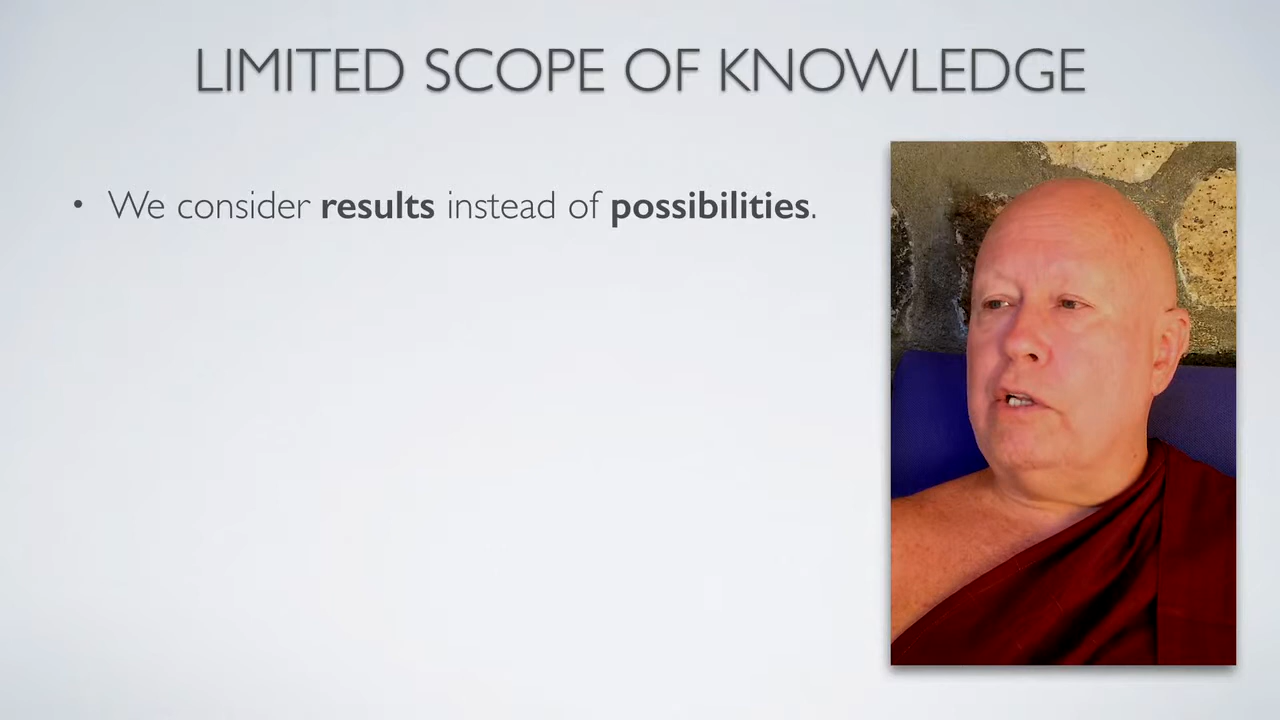 LIMITED SCOPE OF KNOWLEDGE
• We consider results instead of possibilities.